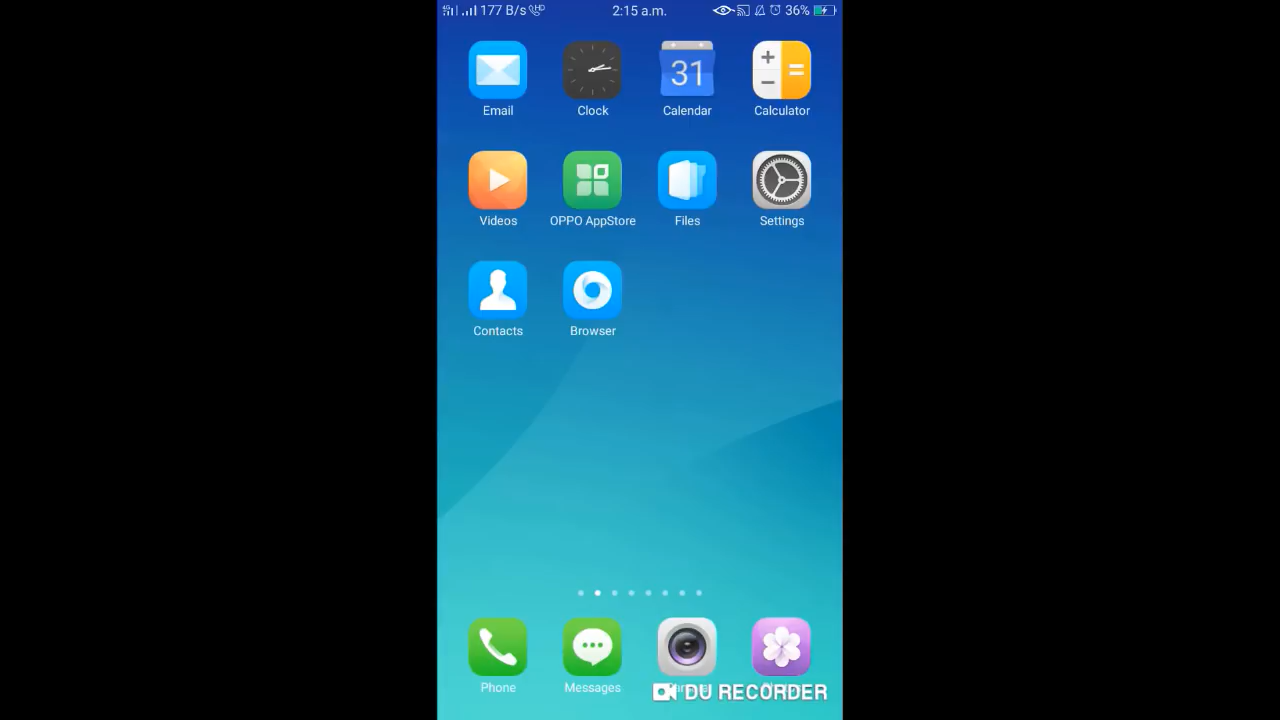 177 B/s 2:15 a.m. 36%
31
Email Clock Calendar Calculator
Videos OPPO AppStore Files Settings
Contacts Browser
Phone Messages
DU RECORDER